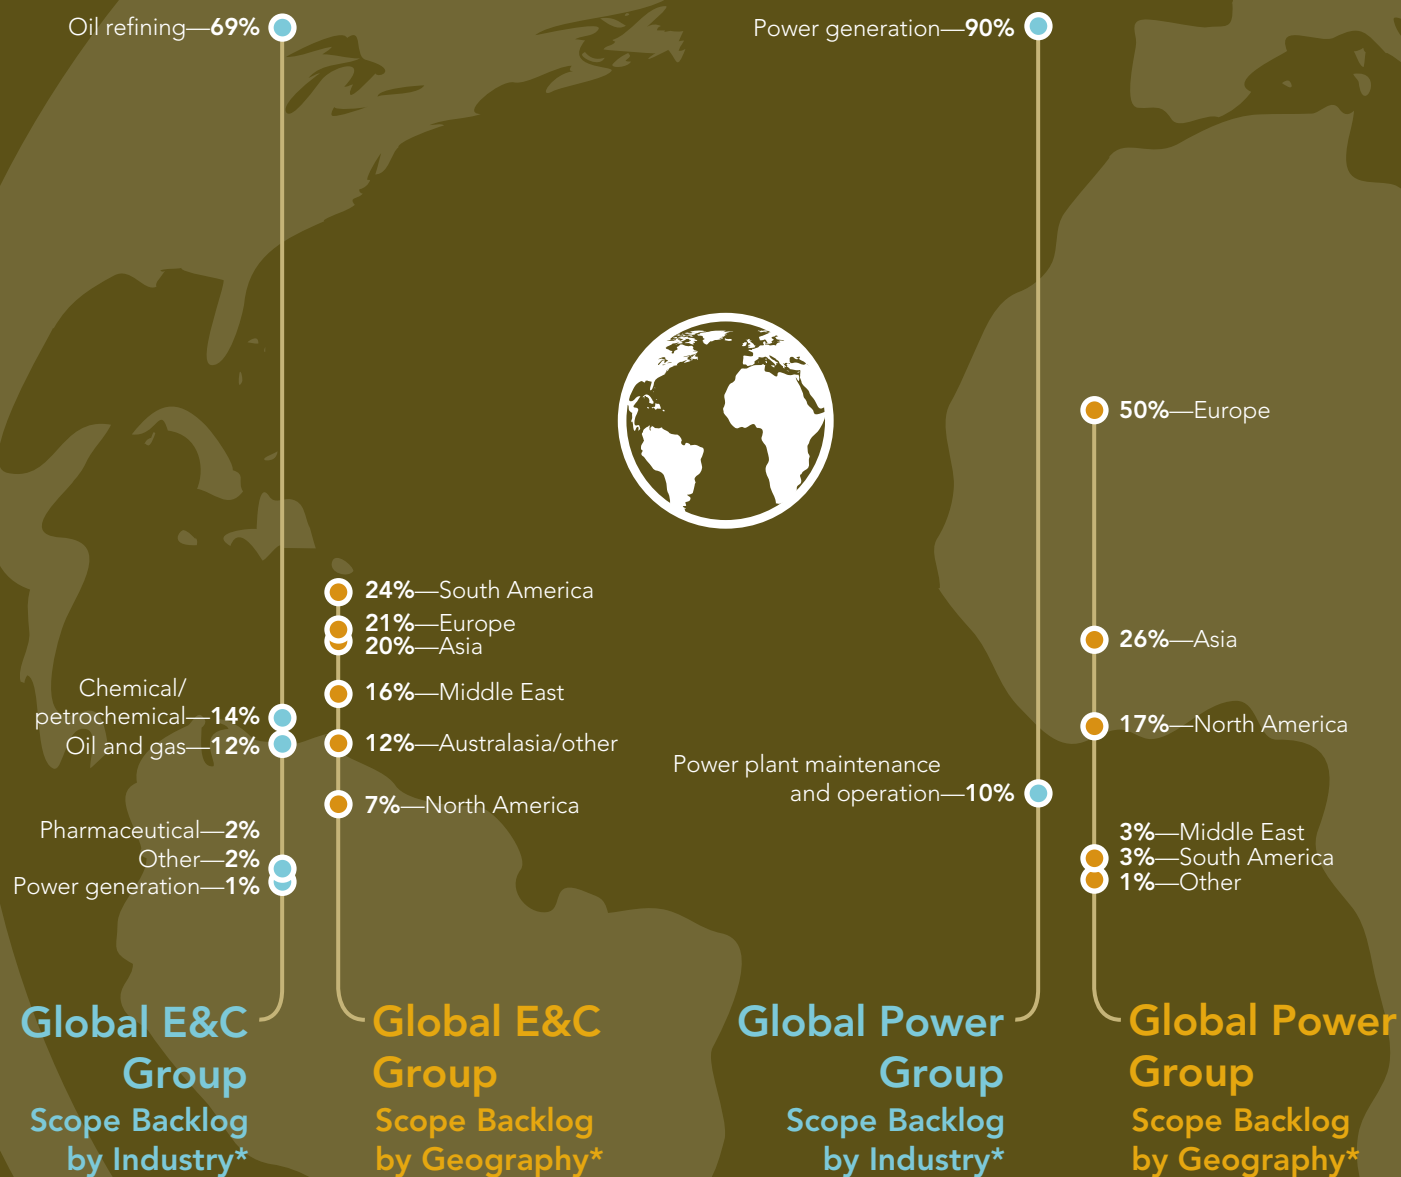 Oil refining—69%
Chemical/
petrochemical—14%
Oil and gas—12%
Pharmaceutical—2%
Other—2%
Power generation—1%
Global E&C
Group
Scope Backlog
by Industry*
24%—South America
21%—Europe
20%—Asia
16%—Middle East
12%—Australasia/other
7%—North America
Global E&C
Group
Scope Backlog
by Geography*
Power generation—90%
Power plant maintenance
and operation—10%
Global Power
Group
Scope Backlog
by Industry*
50%—Europe
26%—Asia
17%—North America
3%—Middle East
3%—South America
1%—Other
Global Power
Group
Scope Backlog
by Geography*